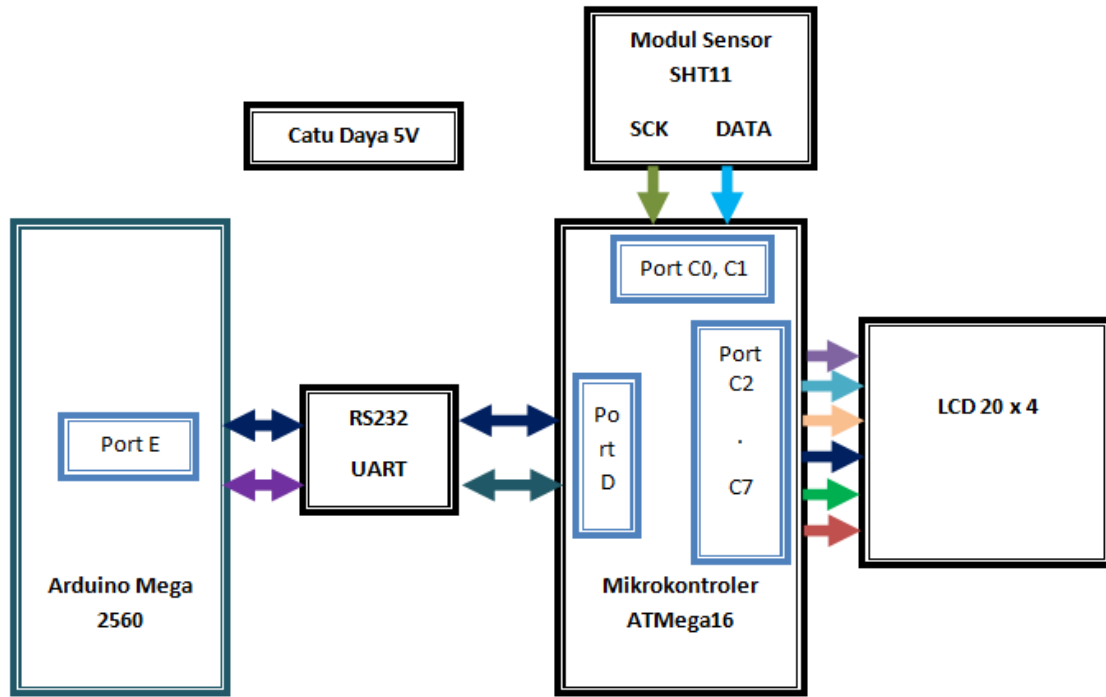 Modul Sensor
SHT11
SCK DATA
Catu Daya 5V
Port C0, C1
Port
C2
.
C7
LCD 20 x 4
Po
rt
D
RS232
UART
Port E
Arduino Mega
2560
Mikrokontroler
ATMega16